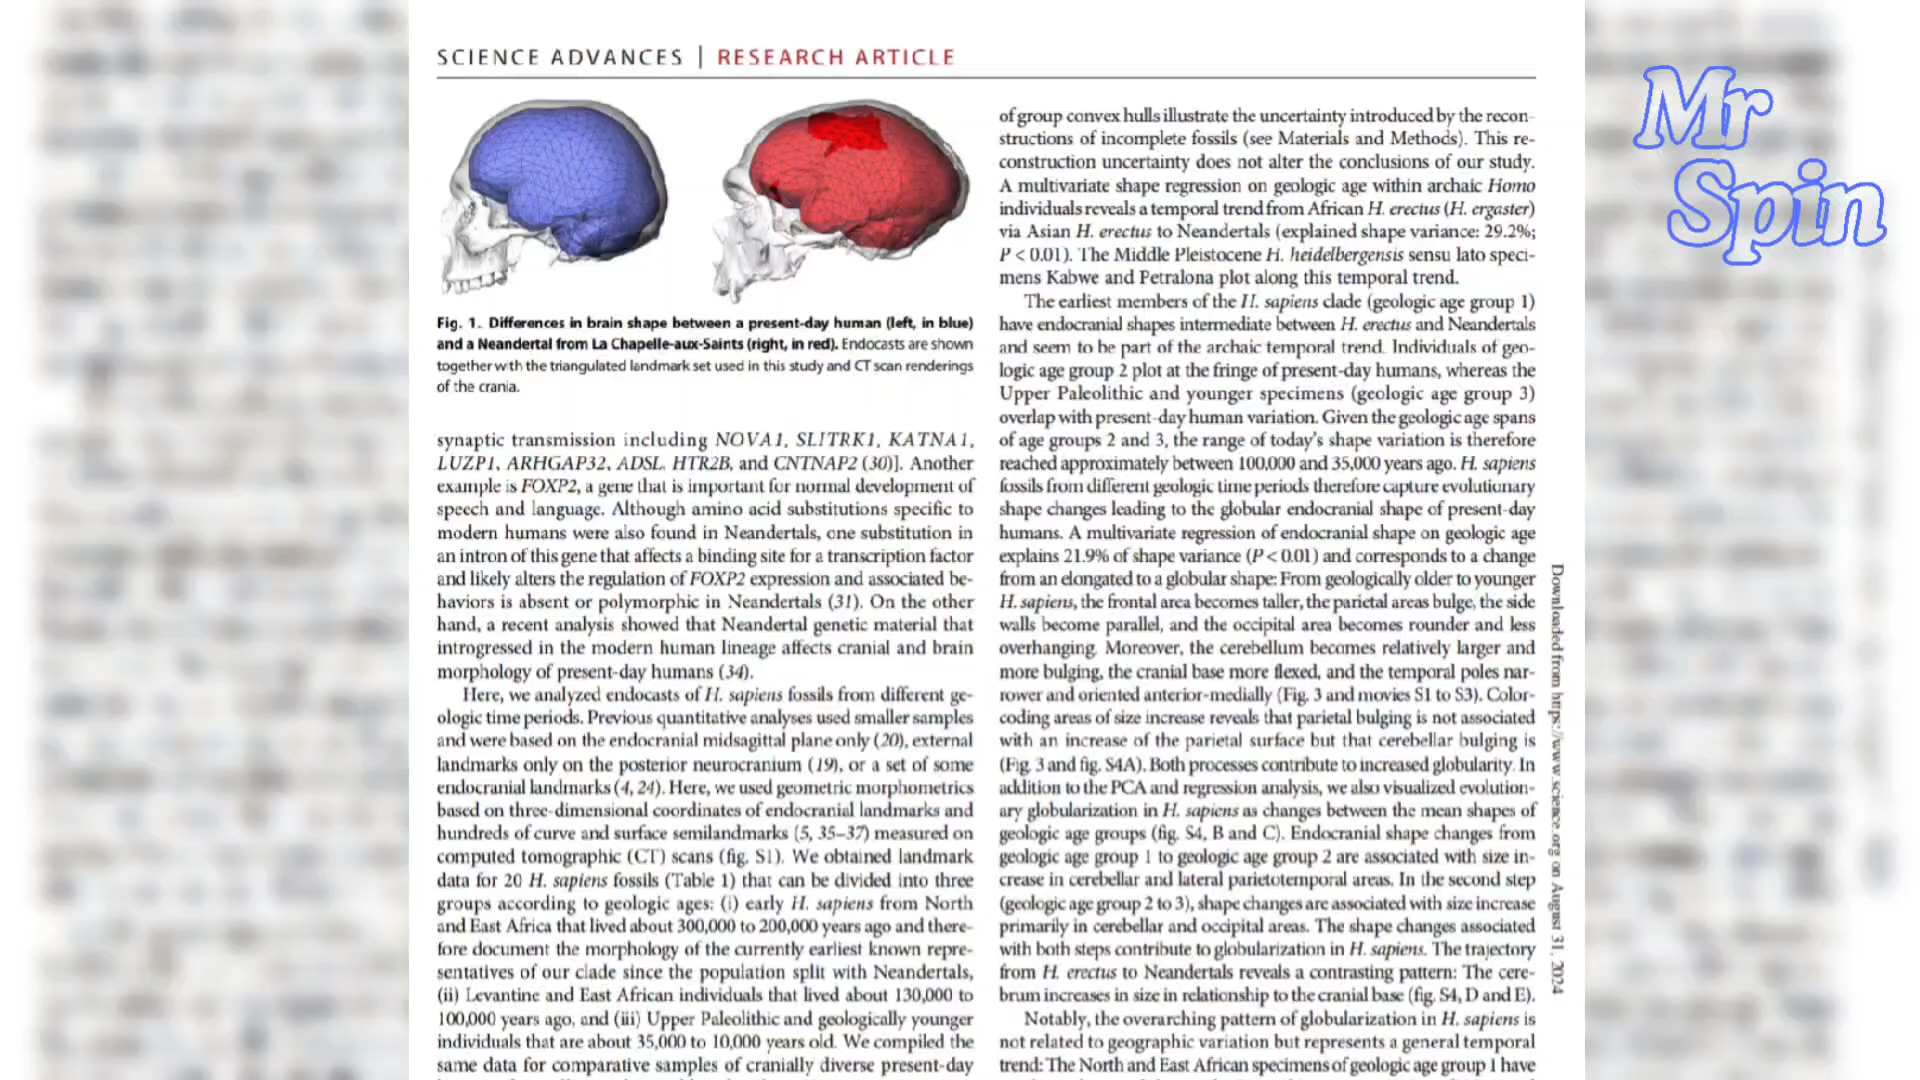 SCIENCE ADVANCES | RESEARCH ARTICLE
Fig. 1. Differences in brain shape between a present-day human (left, in blue)
and a Neandertal from La Chapelle-aux-Saints (right, in red). Endocasts are shown
together with the triangulated landmark set used in this study and CT scan renderings
of the crania.
synaptic transmission including NOVA1, SLITRK1, KATNA1,
LUZP1, ARHGAP32, ADSL, HTR2B, and CNTNAP2 (30)]. Another
example is FOXP2, a gene that is important for normal development of
speech and language. Although amino acid substitutions specific to
modern humans were also found in Neandertals, one substitution in
an intron of this gene that affects a binding site for a transcription factor
and likely alters the regulation of FOXP2 expression and associated be-
haviors is absent or polymorphic in Neandertals (31). On the other
hand, a recent analysis showed that Neandertal genetic material that
introgressed in the modern human lineage affects cranial and brain
morphology of present-day humans (34).
Here, we analyzed endocasts of H. sapiens fossils from different ge-
ologic time periods. Previous quantitative analyses used smaller samples
and were based on the endocranial midsagittal plane only (20), external
landmarks only on the posterior neurocranium (19), or a set of some
endocranial landmarks (4, 24). Here, we used geometric morphometrics
based on three-dimensional coordinates of endocranial landmarks and
hundreds of curve and surface semilandmarks (5, 35–37) measured on
computed tomographic (CT) scans (fig. S1). We obtained landmark
data for 20 H. sapiens fossils (Table 1) that can be divided into three
groups according to geologic ages: (i) early H. sapiens from North
and East Africa that lived about 300,000 to 200,000 years ago and there-
fore document the morphology of the currently earliest known repre-
sentatives of our clade since the population split with Neandertals,
(ii) Levantine and East African individuals that lived about 130,000 to
100,000 years ago, and (iii) Upper Paleolithic and geologically younger
individuals that are about 35,000 to 10,000 years old. We compiled the
same data for comparative samples of cranially diverse present-day
of group convex hulls illustrate the uncertainty introduced by the recon-
structions of incomplete fossils (see Materials and Methods). This re-
construction uncertainty does not alter the conclusions of our study.
A multivariate shape regression on geologic age within archaic Homo
individuals reveals a temporal trend from African H. erectus (H. ergaster)
via Asian H. erectus to Neandertals (explained shape variance: 29.2%;
P < 0.01). The Middle Pleistocene H. heidelbergensis sensu lato speci-
mens Kabwe and Petralona plot along this temporal trend.
The earliest members of the H. sapiens clade (geologic age group 1)
have endocranial shapes intermediate between H. erectus and Neandertals
and seem to be part of the archaic temporal trend. Individuals of geo-
logic age group 2 plot at the fringe of present-day humans, whereas the
Upper Paleolithic and younger specimens (geologic age group 3)
overlap with present-day human variation. Given the geologic age spans
of age groups 2 and 3, the range of today's shape variation is therefore
reached approximately between 100,000 and 35,000 years ago. H. sapiens
fossils from different geologic time periods therefore capture evolutionary
shape changes leading to the globular endocranial shape of present-day
humans. A multivariate regression of endocranial shape on geologic age
explains 21.9% of shape variance (P < 0.01) and corresponds to a change
from an elongated to a globular shape: From geologically older to younger
H. sapiens, the frontal area becomes taller, the parietal areas bulge, the side
walls become parallel, and the occipital area becomes rounder and less
overhanging. Moreover, the cerebellum becomes relatively larger and
more bulging, the cranial base more flexed, and the temporal poles nar-
rower and oriented anterior-medially (Fig. 3 and movies S1 to S3). Color-
coding areas of size increase reveals that parietal bulging is not associated
with an increase of the parietal surface but that cerebellar bulging is
(Fig. 3 and fig. S4A). Both processes contribute to increased globularity. In
addition to the PCA and regression analysis, we also visualized evolution-
ary globularization in H. sapiens as changes between the mean shapes of
geologic age groups (fig. S4, B and C). Endocranial shape changes from
geologic age group 1 to geologic age group 2 are associated with size in-
crease in cerebellar and lateral parietotemporal areas. In the second step
(geologic age group 2 to 3), shape changes are associated with size increase
primarily in cerebellar and occipital areas. The shape changes associated
with both steps contribute to globularization in H. sapiens. The trajectory
from H. erectus to Neandertals reveals a contrasting pattern: The cere-
brum increases in size in relationship to the cranial base (fig. S4, D and E).
Notably, the overarching pattern of globularization in H. sapiens is
not related to geographic variation but represents a general temporal
trend: The North and East African specimens of geologic age group 1 have
Downloaded from https://www.science.org on August 31, 2024
Mr
Spin